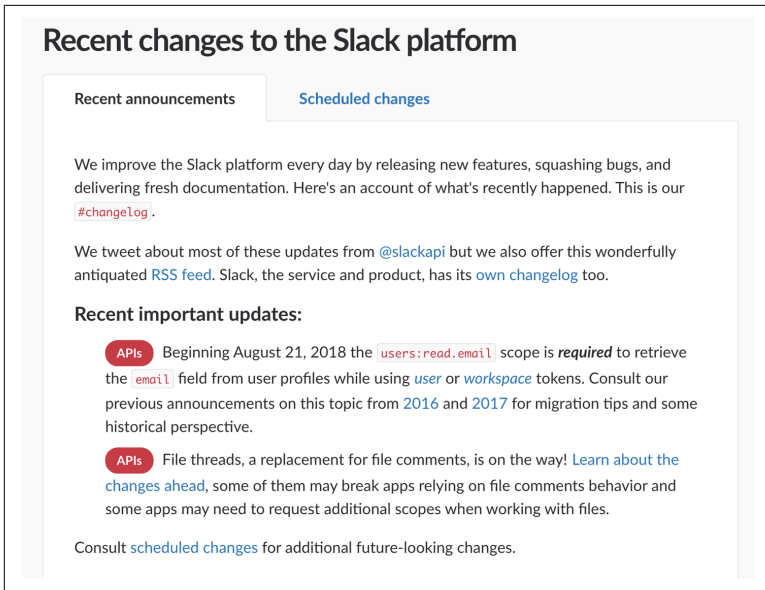 Recent changes to the Slack platform
Recent announcements
Scheduled changes
We improve the Slack platform every day by releasing new features, squashing bugs, and
delivering fresh documentation. Here's an account of what's recently happened. This is our
#changelog.
We tweet about most of these updates from @slackapi but we also offer this wonderfully
antiquated RSS feed. Slack, the service and product, has its own changelog too.
Recent important updates:
APIs Beginning August 21, 2018 the users:read.email scope is required to retrieve
the email field from user profiles while using user or workspace tokens. Consult our
previous announcements on this topic from 2016 and 2017 for migration tips and some
historical perspective.
APIs File threads, a replacement for file comments, is on the way! Learn about the
changes ahead, some of them may break apps relying on file comments behavior and
some apps may need to request additional scopes when working with files.
Consult scheduled changes for additional future-looking changes.